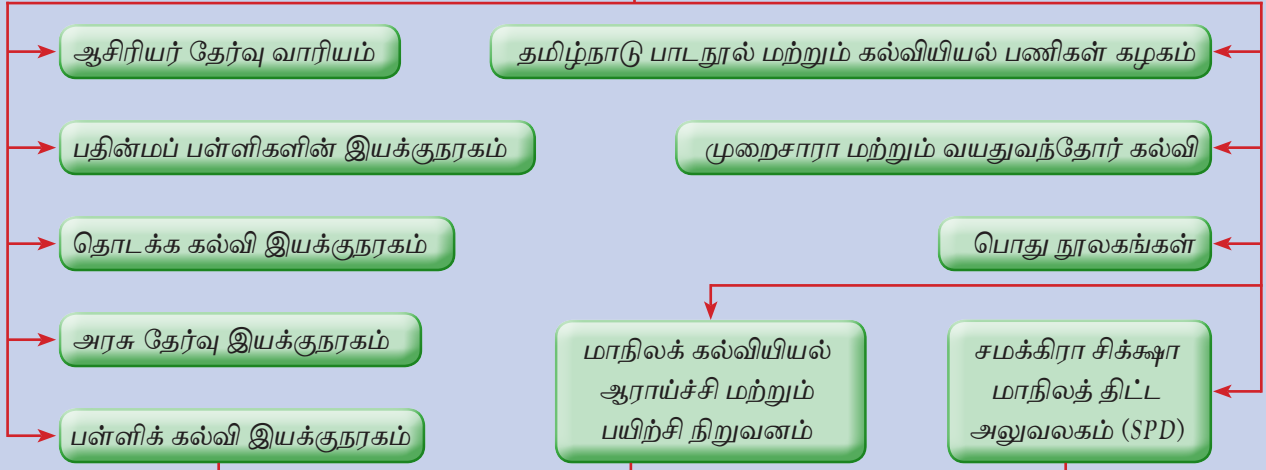 ஆசிரியர் தேர்வு வாரியம்
தமிழ்நாடு பாடநூல் மற்றும் கல்வியியல் பணிகள் கழகம்
பதின்மப் பள்ளிகளின் இயக்குநரகம்
முறைசாரா மற்றும் வயதுவந்தோர் கல்வி
தொடக்க கல்வி இயக்குநரகம்
பொது நூலகங்கள்
அரசு தேர்வு இயக்குநரகம்
பள்ளிக் கல்வி இயக்குநரகம்
மாநிலக் கல்வியியல்
ஆராய்ச்சி மற்றும்
பயிற்சி நிறுவனம்
சமக்கிரா சிக்க்ஷா
மாநிலத் திட்ட
அலுவலகம் (SPD)